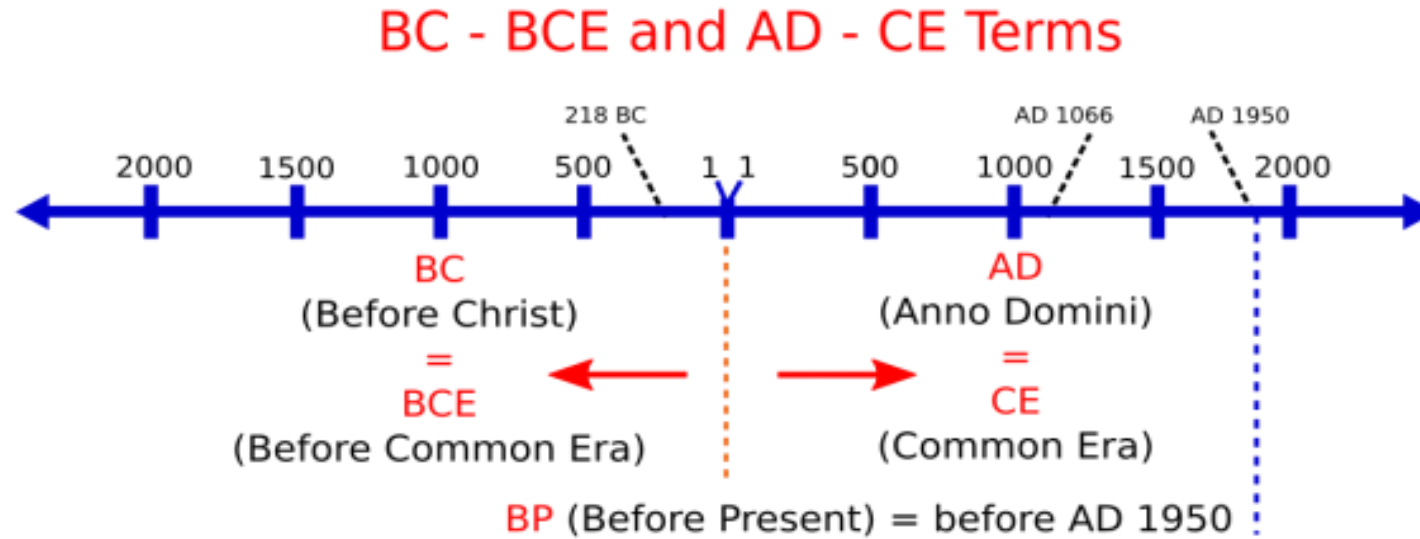 BC - BCE and AD - CE Terms
218 BC AD 1066 AD 1950
2000 1500 1000 500 1 1 500 1000 1500 2000
BC AD
(Before Christ) (Anno Domini)
= =
BCE CE
(Before Common Era) (Common Era)
BP (Before Present) = before AD 1950